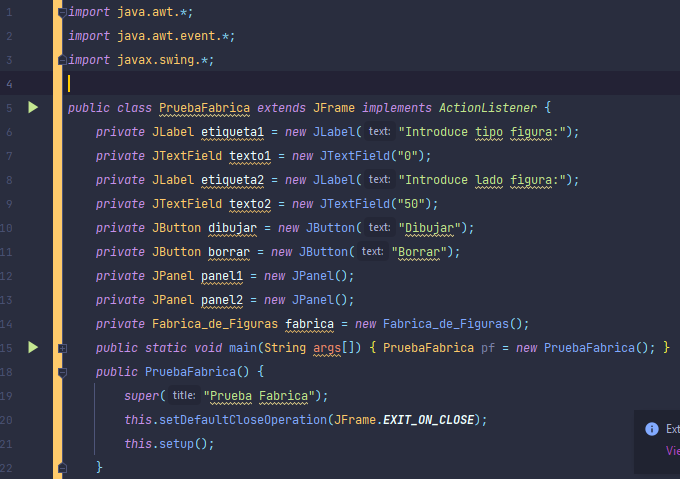 1 import java.awt.*;
2 import java.awt.event.*;
3 import javax.swing.*;
4
5 public class PruebaFabrica extends JFrame implements ActionListener {
6 private JLabel etiqueta1 = new JLabel( text: "Introduce tipo figura:");
7 private JTextField texto1 = new JTextField("0");
8 private JLabel etiqueta2 = new JLabel( text: "Introduce lado figura:");
9 private JTextField texto2 = new JTextField("50");
10 private JButton dibujar = new JButton( text: "Dibujar");
11 private JButton borrar = new JButton( text: "Borrar");
12 private JPanel panel1 = new JPanel();
13 private JPanel panel2 = new JPanel();
14 private Fabrica_de_Figuras fabrica = new Fabrica_de_Figuras();
15 public static void main(String args[]) { PruebaFabrica pf = new PruebaFabrica(); }
18 public PruebaFabrica() {
19 super( title: "Prueba Fabrica");
20 this.setDefaultCloseOperation(JFrame.EXIT_ON_CLOSE);
21 this.setup();
22 }
Ext
Vie